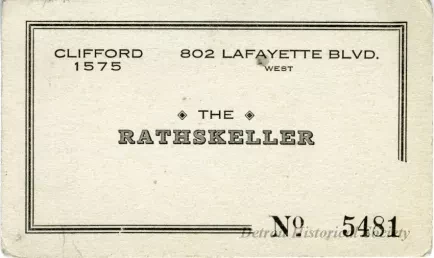 CLIFFORD 802 LAFAYETTE BLVD.
1575 WEST
◈ THE ◈
RATHSKELLER
Nº 5481
Detroit Historical Society